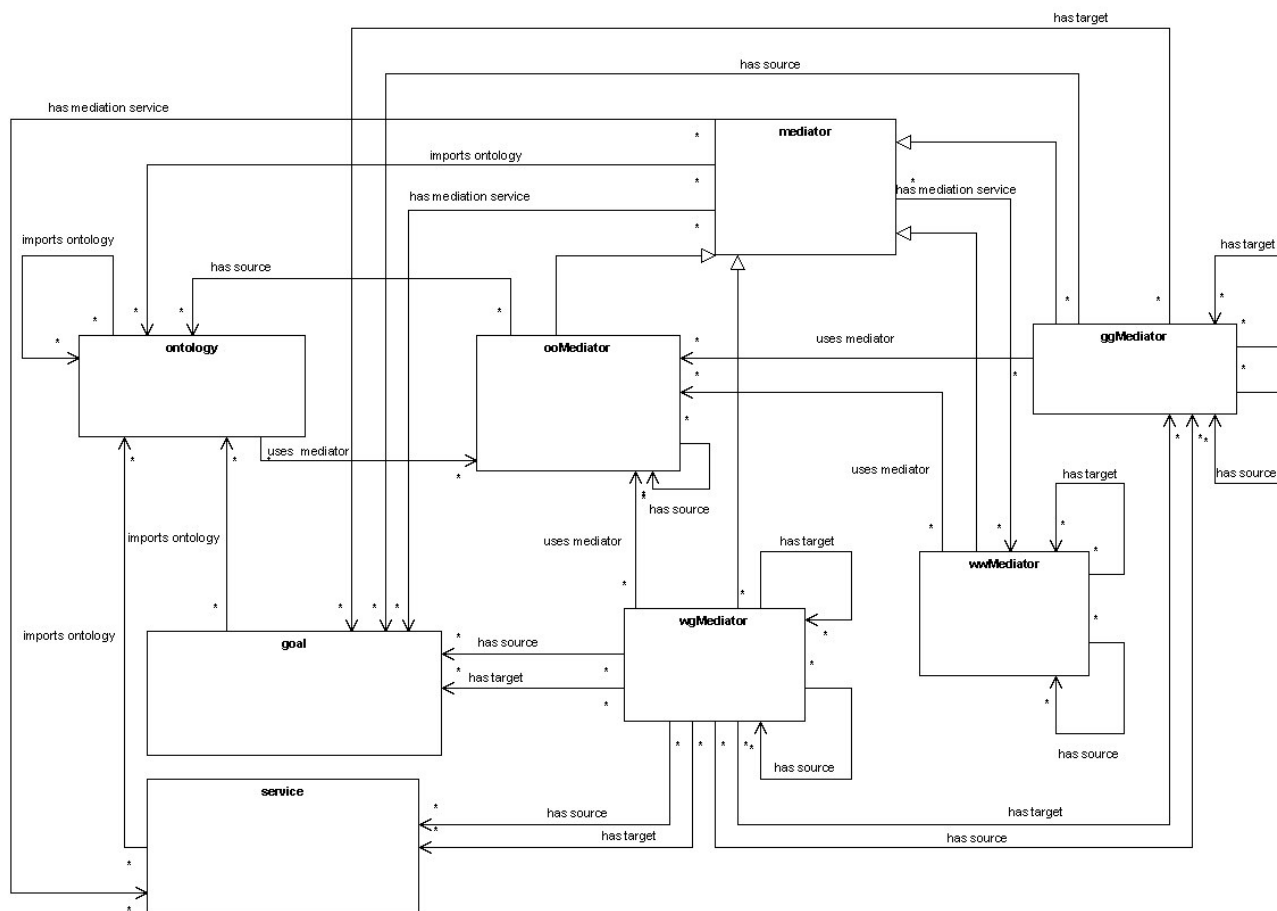 has target
has source
has mediation service
mediator
imports ontology
has mediation service
has mediation service
imports ontology
has target
has source
ontology
ooMediator
uses mediator
ggMediator
uses mediator
uses mediator
has source
has target
has source
imports ontology
uses mediator
has target
wwMediator
imports ontology
wgMediator
goal
has source
has target
has source
has source
service
has source
has target
has target
has source